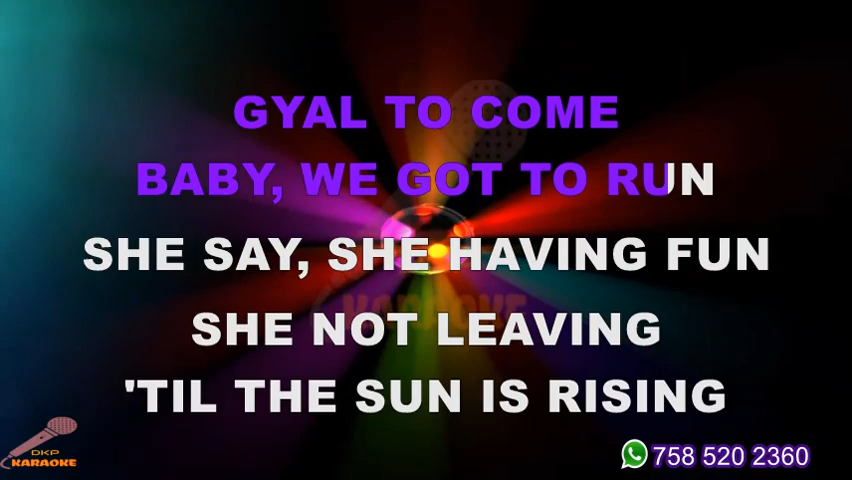 GYAL TO COME
BABY, WE GOT TO RUN
SHE SAY, SHE HAVING FUN
KARAOKE
SHE NOT LEAVING
'TIL THE SUN IS RISING
DKP
KARAOKE
758 520 2360